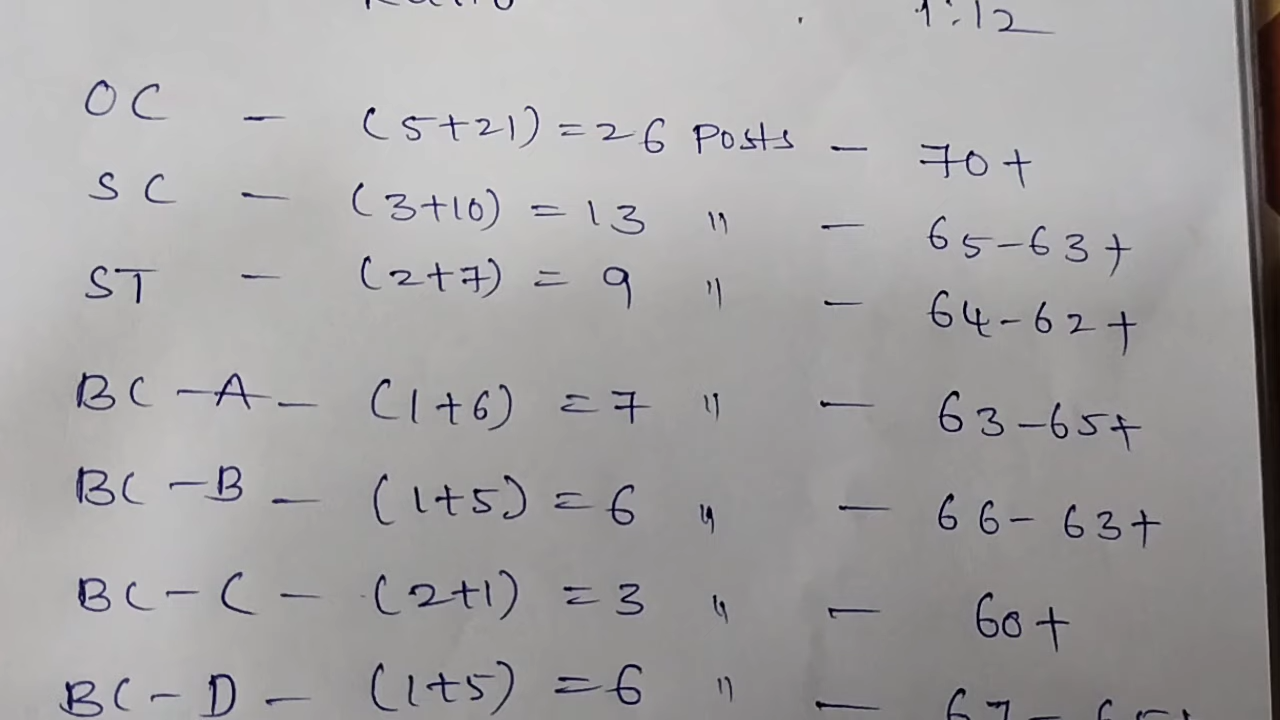 Ratio 1:12
OC - (5+21) = 26 Posts - 70+
SC - (3+10) = 13 " - 65-63+
ST - (2+7) = 9 " - 64-62+
BC-A - (1+6) = 7 " - 63-65+
BC-B - (1+5) = 6 " - 66-63+
BC-C - (2+1) = 3 " - 60+
BC-D - (1+5) = 6 " -